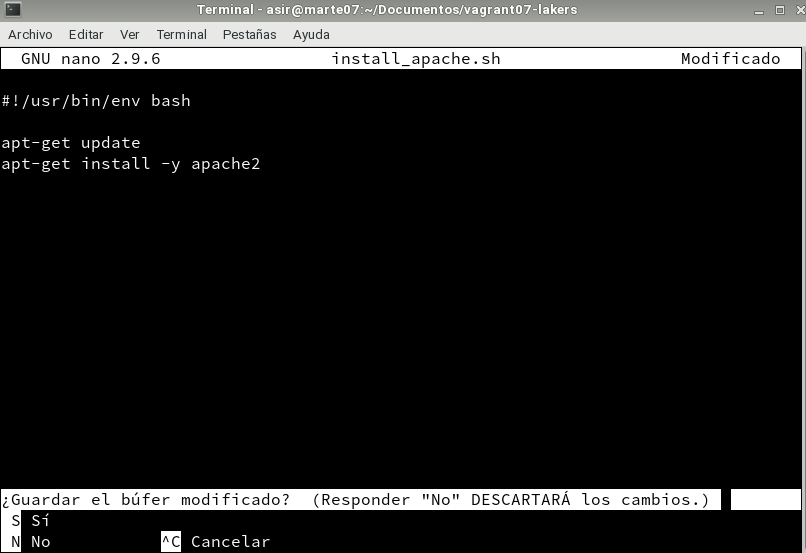 Terminal - asir@marte07:~/Documentos/vagrant07-lakers
Archivo Editar Ver Terminal Pestañas Ayuda
GNU nano 2.9.6 install_apache.sh Modificado
#!/usr/bin/env bash
apt-get update
apt-get install -y apache2
¿Guardar el búfer modificado? (Responder "No" DESCARTARÁ los cambios.)
S Sí
N No ^C Cancelar